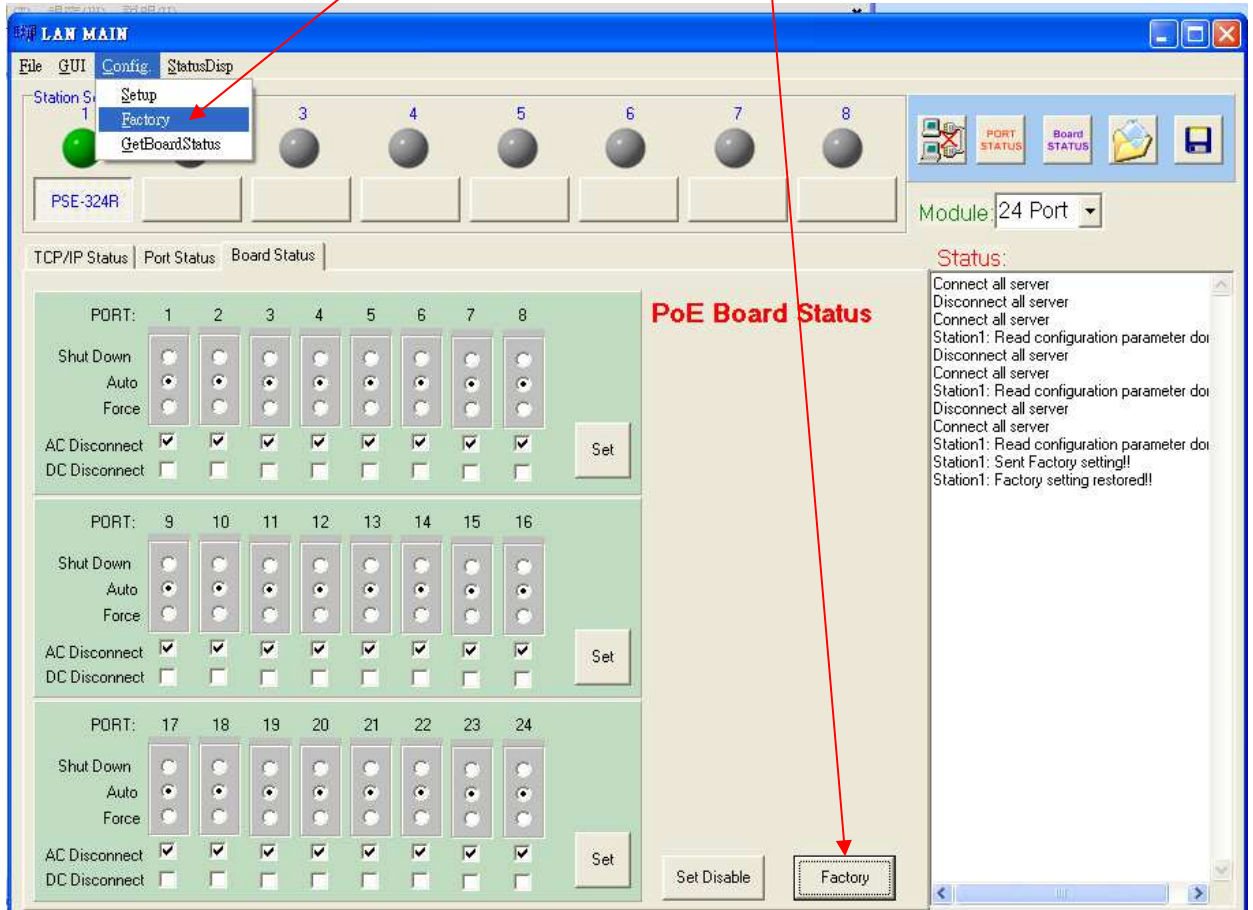 LAN MAIN
File GUI Config. StatusDisp
Setup
Factory
GetBoardStatus
1 3 4 5 6 7 8
PSE-324R
PORT STATUS
Board STATUS
Module: 24 Port
TCP/IP Status Port Status Board Status
Status:
PoE Board Status
PORT: 1 2 3 4 5 6 7 8
Shut Down
Auto
Force
AC Disconnect
DC Disconnect
Set
PORT: 9 10 11 12 13 14 15 16
Shut Down
Auto
Force
AC Disconnect
DC Disconnect
Set
PORT: 17 18 19 20 21 22 23 24
Shut Down
Auto
Force
AC Disconnect
DC Disconnect
Set
Set Disable Factory
Connect all server
Disconnect all server
Connect all server
Station1: Read configuration parameter do
Disconnect all server
Connect all server
Station1: Read configuration parameter do
Disconnect all server
Connect all server
Station1: Read configuration parameter do
Station1: Sent Factory setting!!
Station1: Factory setting restored!!